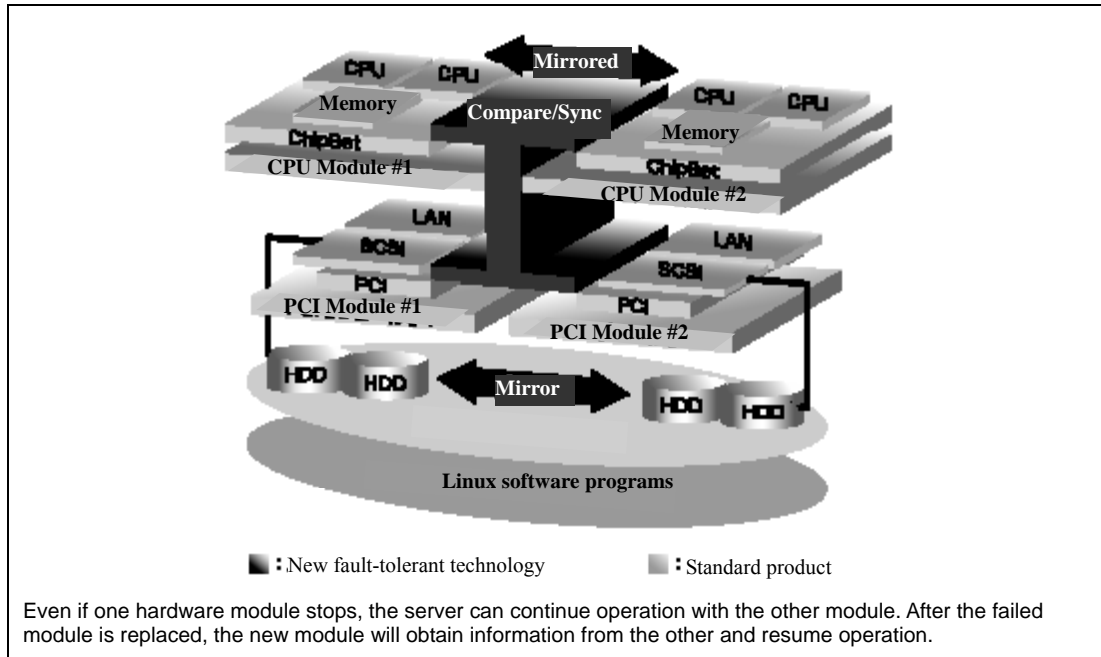 Mirrored
CPU
CPU
Memory
Compare/Sync
CPU
CPU
Memory
ChipSet
CPU Module #1
ChipSet
CPU Module #2
LAN
SCSI
PCI
PCI Module #1
LAN
SCSI
PCI
PCI Module #2
HDD
HDD
Mirror
HDD
HDD
Linux software programs
: New fault-tolerant technology
: Standard product
Even if one hardware module stops, the server can continue operation with the other module. After the failed
module is replaced, the new module will obtain information from the other and resume operation.